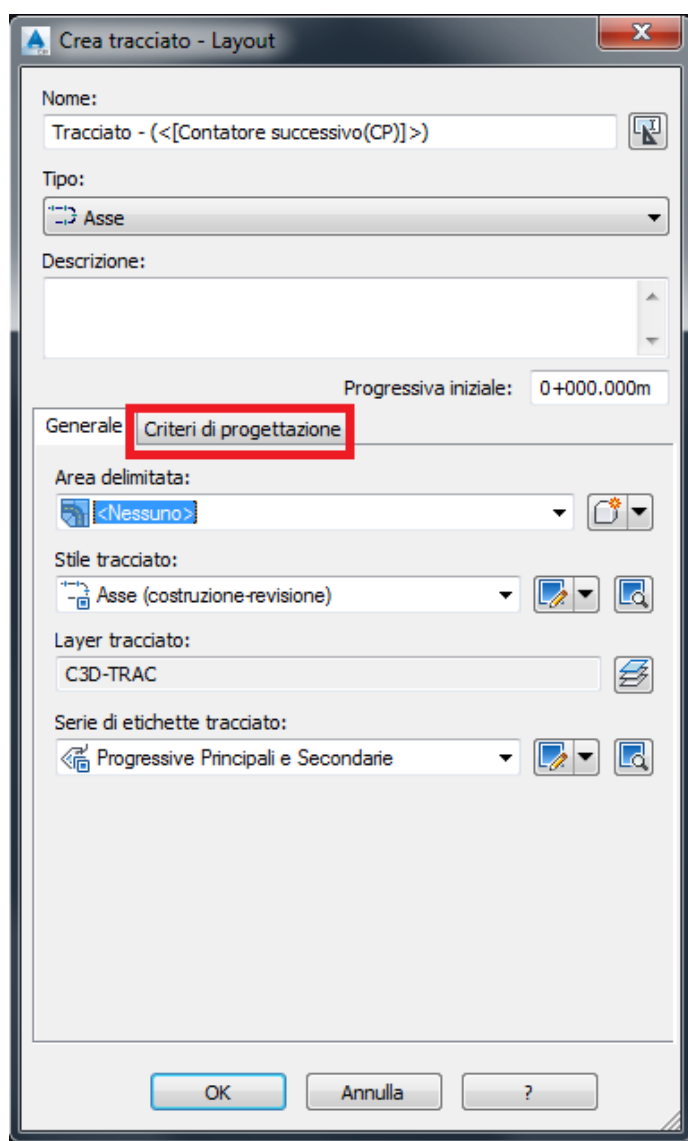 Crea tracciato - Layout
Nome:
Tracciato - (<[Contatore successivo(CP)]>)
Tipo:
Asse
Descrizione:
Progressiva iniziale: 0+000.000m
Generale Criteri di progettazione
Area delimitata:
<Nessuno>
Stile tracciato:
Asse (costruzione-revisione)
Layer tracciato:
C3D-TRAC
Serie di etichette tracciato:
Progressive Principali e Secondarie
OK Annulla ?